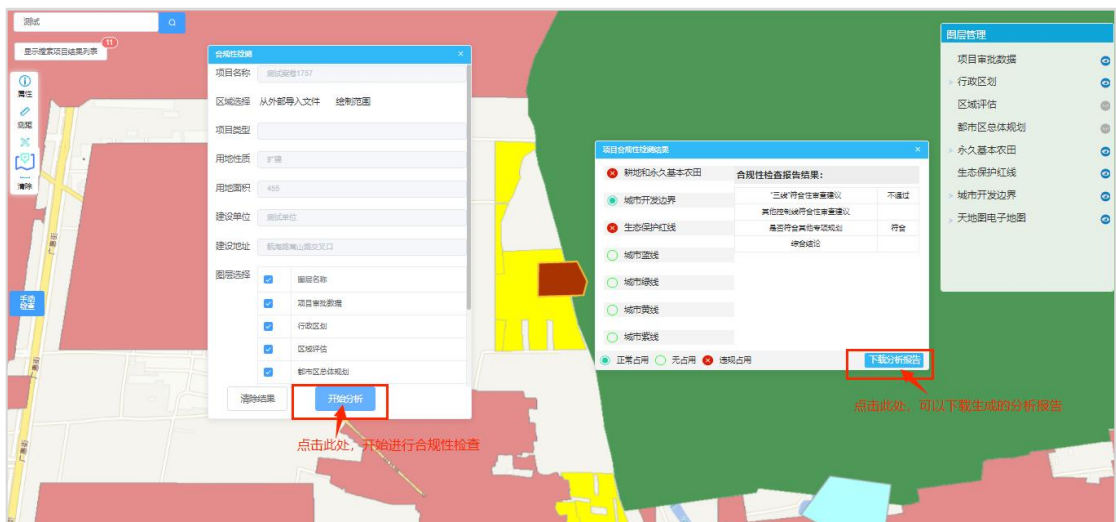 测试
显示搜索项目结果列表
11
属性
测距
清除
手动
检查
合规性检测
×
项目名称
测试踏勘1757
区域选择 从外部导入文件 绘制范围
项目类型
用地性质
扩建
用地面积
455
建设单位
测试单位
建设地址
图层选择
图层名称
项目审批数据
行政区划
区域评估
都市区总体规划
清除结果
开始分析
点击此处，开始进行合规性检查
项目合规性检测结果
×
耕地和永久基本农田
城市开发边界
生态保护红线
城市蓝线
城市绿线
城市黄线
城市紫线
正常占用 无占用 违规占用
合规性检查报告结果：
"三线"符合性审查建议 不通过
其他控制线符合性审查建议
是否符合其他专项规划 符合
综合结论
下载分析报告
点击此处，可以下载生成的分析报告
图层管理
项目审批数据
行政区划
区域评估
都市区总体规划
永久基本农田
生态保护红线
城市开发边界
天地图电子地图